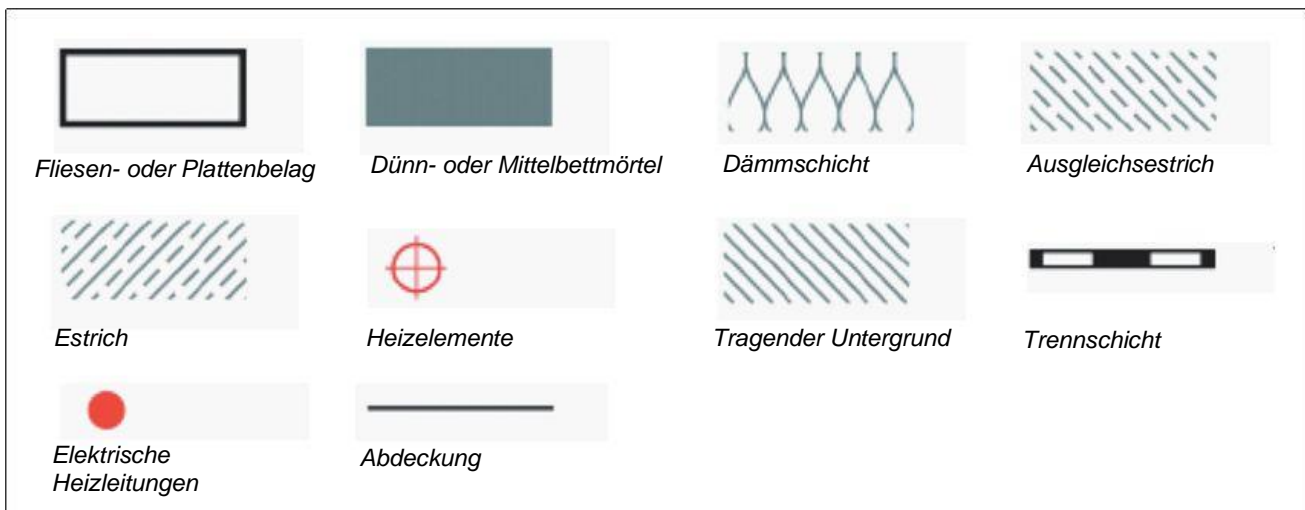 Fliesen- oder Plattenbelag
Dünn- oder Mittelbettmörtel
Dämmschicht
Ausgleichsestrich
Estrich
Heizelemente
Tragender Untergrund
Trennschicht
Elektrische
Heizleitungen
Abdeckung